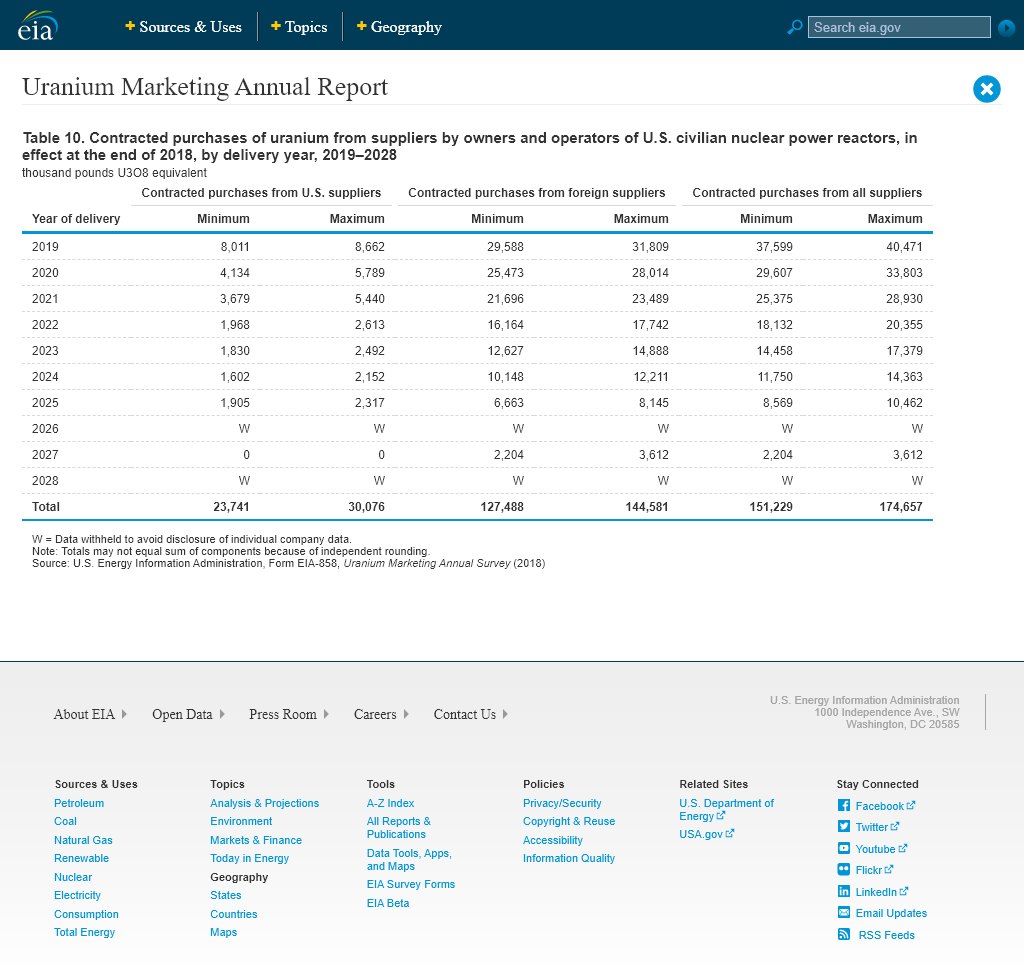 eia
+ Sources & Uses
+ Topics
+ Geography
Search eia.gov
Uranium Marketing Annual Report
Table 10. Contracted purchases of uranium from suppliers by owners and operators of U.S. civilian nuclear power reactors, in
effect at the end of 2018, by delivery year, 2019–2028
thousand pounds U3O8 equivalent
Contracted purchases from U.S. suppliers Contracted purchases from foreign suppliers Contracted purchases from all suppliers
Year of delivery Minimum Maximum Minimum Maximum Minimum Maximum
2019 8,011 8,662 29,588 31,809 37,599 40,471
2020 4,134 5,789 25,473 28,014 29,607 33,803
2021 3,679 5,440 21,696 23,489 25,375 28,930
2022 1,968 2,613 16,164 17,742 18,132 20,355
2023 1,830 2,492 12,627 14,888 14,458 17,379
2024 1,602 2,152 10,148 12,211 11,750 14,363
2025 1,905 2,317 6,663 8,145 8,569 10,462
2026 W W W W W W
2027 0 0 2,204 3,612 2,204 3,612
2028 W W W W W W
Total 23,741 30,076 127,488 144,581 151,229 174,657
W = Data withheld to avoid disclosure of individual company data.
Note: Totals may not equal sum of components because of independent rounding.
Source: U.S. Energy Information Administration, Form EIA-858, Uranium Marketing Annual Survey (2018)
About EIA
Open Data
Press Room
Careers
Contact Us
U.S. Energy Information Administration
1000 Independence Ave., SW
Washington, DC 20585
Sources & Uses
Petroleum
Coal
Natural Gas
Renewable
Nuclear
Electricity
Consumption
Total Energy
Topics
Analysis & Projections
Environment
Markets & Finance
Today in Energy
Geography
States
Countries
Maps
Tools
A-Z Index
All Reports &
Publications
Data Tools, Apps,
and Maps
EIA Survey Forms
EIA Beta
Policies
Privacy/Security
Copyright & Reuse
Accessibility
Information Quality
Related Sites
U.S. Department of
Energy
USA.gov
Stay Connected
Facebook
Twitter
Youtube
Flickr
LinkedIn
Email Updates
RSS Feeds